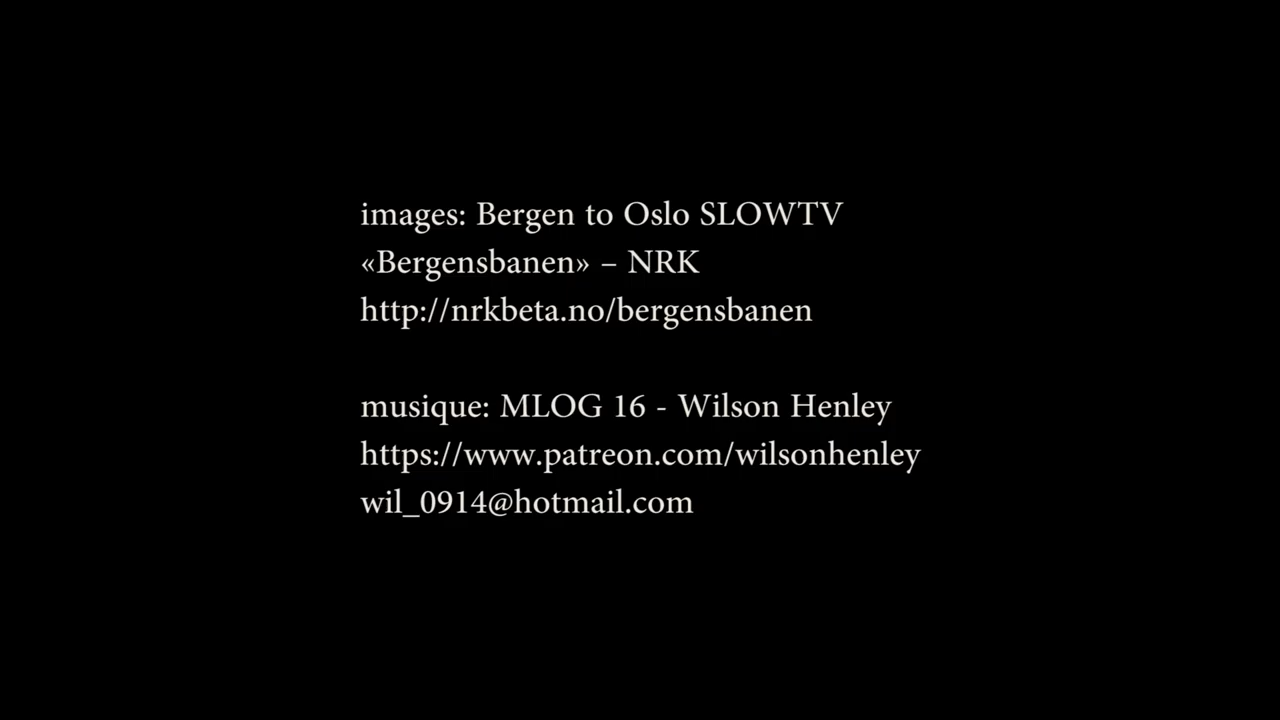 images: Bergen to Oslo SLOWTV
«Bergensbanen» – NRK
http://nrkbeta.no/bergensbanen
musique: MLOG 16 - Wilson Henley
https://www.patreon.com/wilsonhenley
wil_0914@hotmail.com